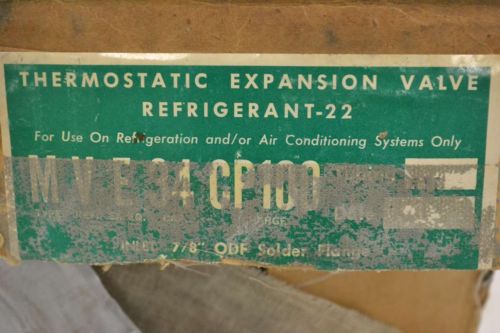 THERMOSTATIC EXPANSION VALVE
REFRIGERANT-22
For Use On Refrigeration and/or Air Conditioning Systems Only
M V E 34 CP100
INLET 7/8" ODF Solder Flange